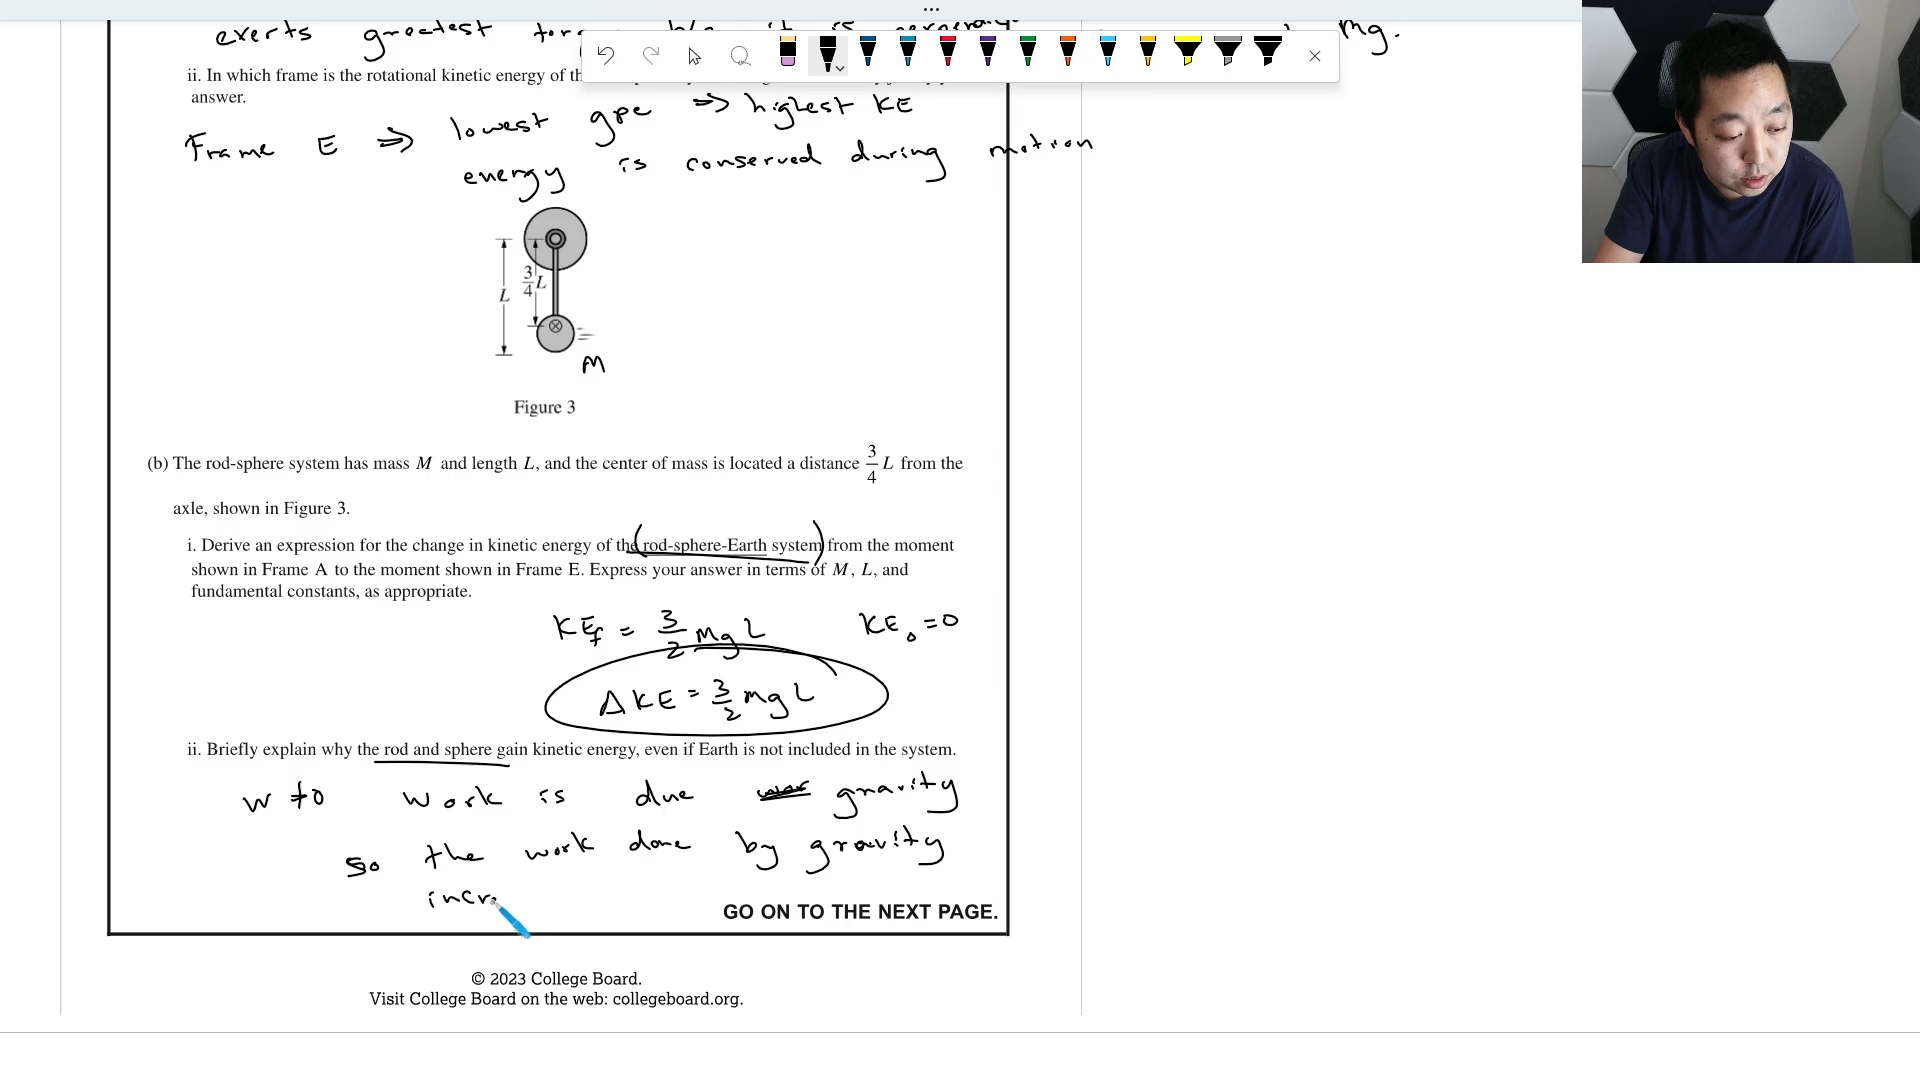 ...
exerts greatest
mg.
ii. In which frame is the rotational kinetic energy of
answer.
Frame E => lowest gpe => highest KE
energy is conserved during motion
L
3/4 L
M
Figure 3
(b) The rod-sphere system has mass M and length L, and the center of mass is located a distance 3/4 L from the
axle, shown in Figure 3.
i. Derive an expression for the change in kinetic energy of the (rod-sphere-Earth system) from the moment
shown in Frame A to the moment shown in Frame E. Express your answer in terms of M, L, and
fundamental constants, as appropriate.
KEf = 3/2 MgL KE₀ = 0
ΔKE = 3/2 MgL
ii. Briefly explain why the rod and sphere gain kinetic energy, even if Earth is not included in the system.
W ≠ 0 work is due gravity
so the work done by gravity
incr
GO ON TO THE NEXT PAGE.
© 2023 College Board.
Visit College Board on the web: collegeboard.org.